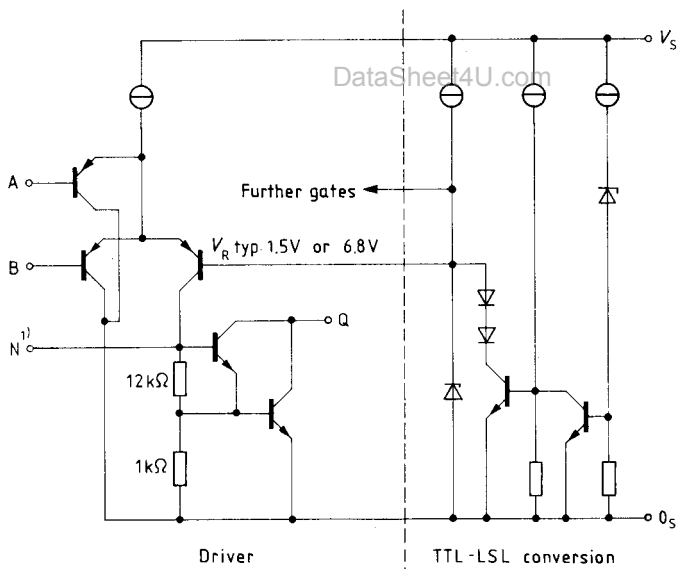 V_S
DataSheet4U.com
A
Further gates
V_R typ. 1.5V or 6.8V
B
Q
N¹⁾
12kΩ
1kΩ
0_S
Driver
TTL-LSL conversion